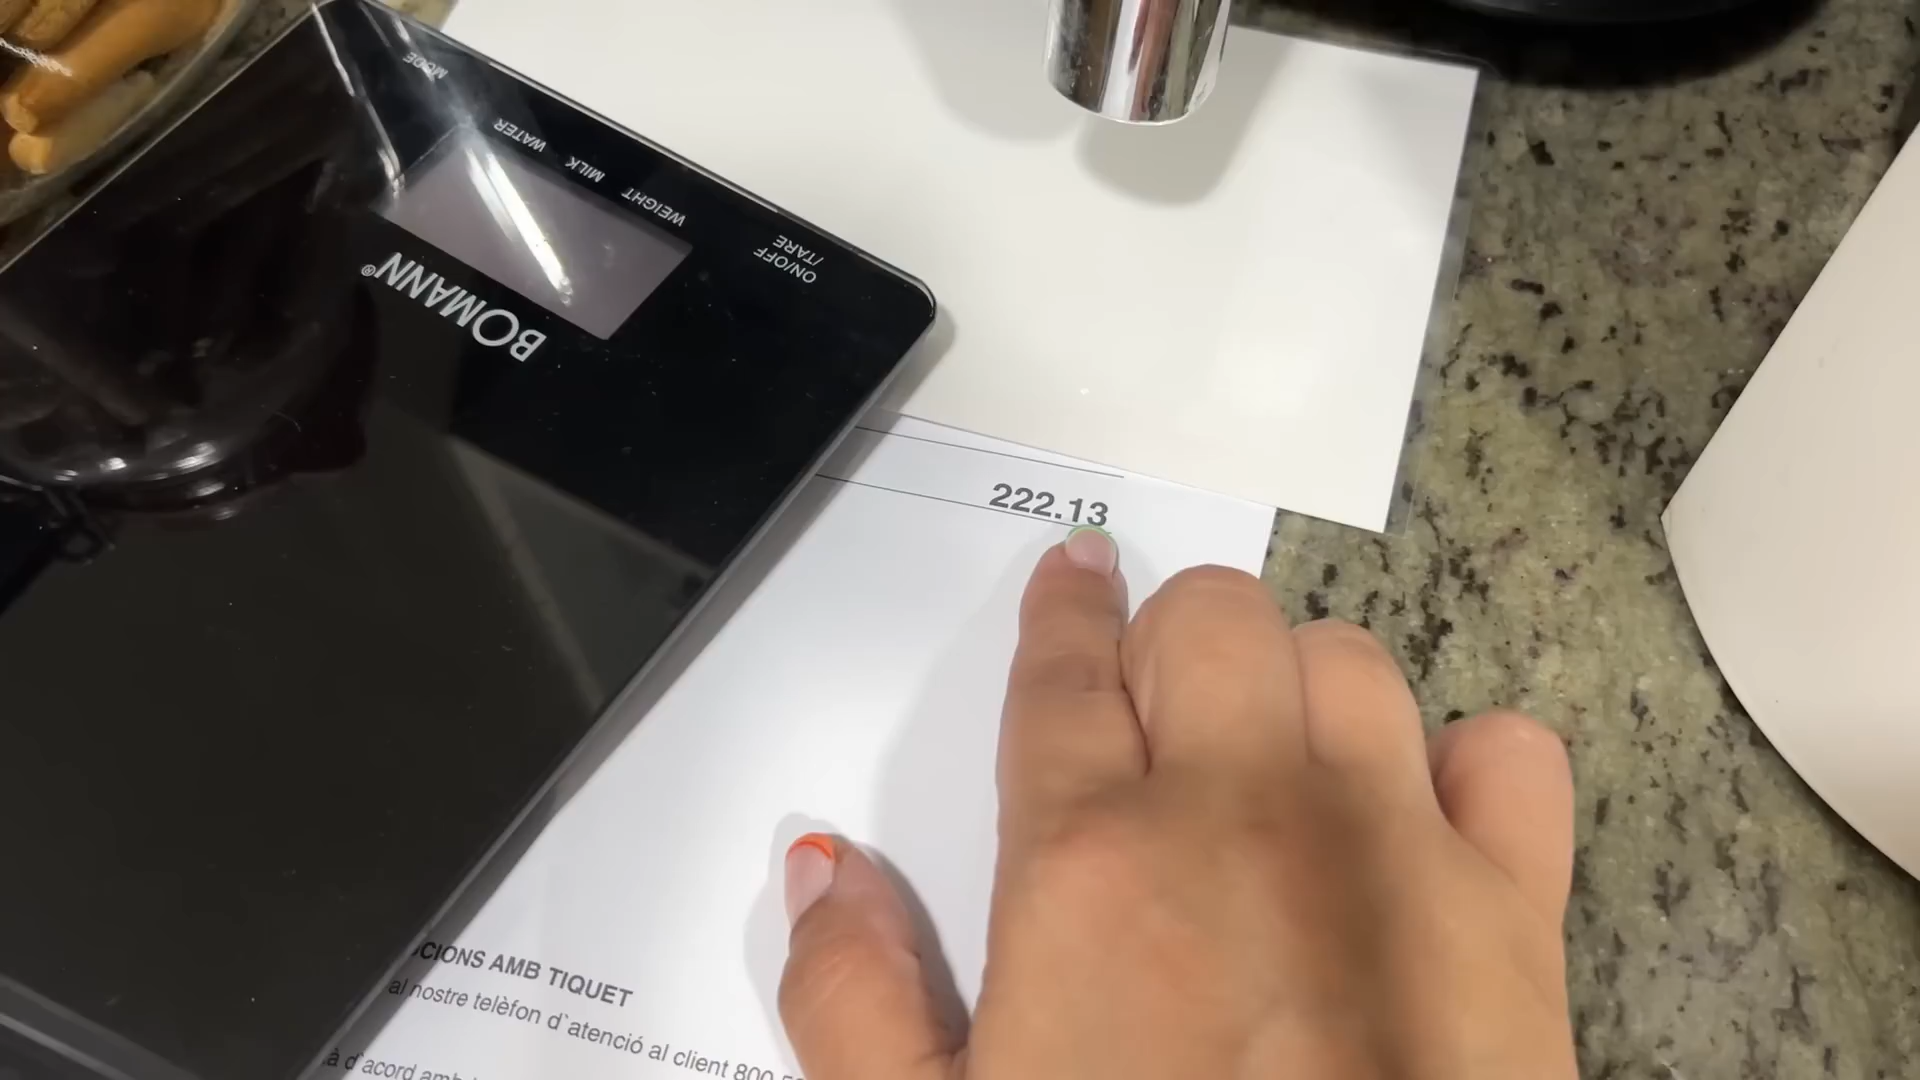 MODE
WATER
MILK
WEIGHT
ON/OFF
/TARE
BOMANN®
222.13
CIONS AMB TIQUET
al nostre telèfon d`atenció al client 800
à d`acord amb